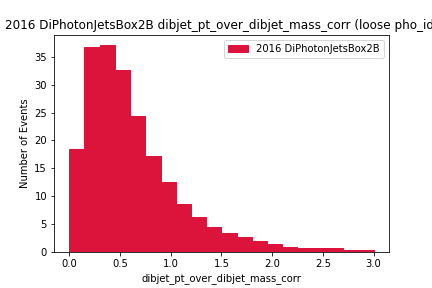 2016 DiPhotonJetsBox2B dibjet_pt_over_dibjet_mass_corr (loose pho_id
2016 DiPhotonJetsBox2B
Number of Events
35
30
25
20
15
10
5
0
0.0 0.5 1.0 1.5 2.0 2.5 3.0
dibjet_pt_over_dibjet_mass_corr